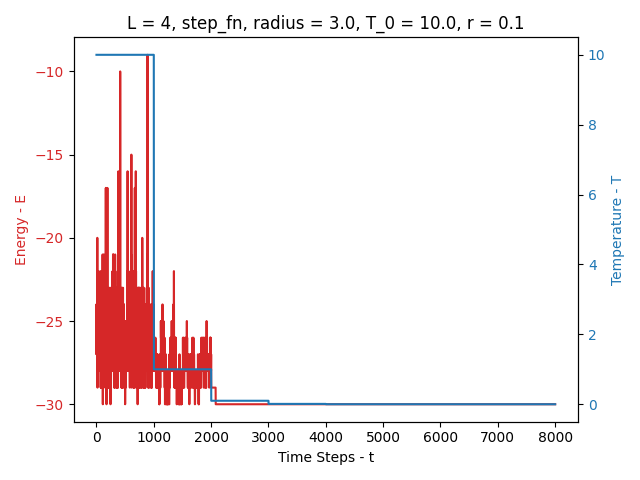 L = 4, step_fn, radius = 3.0, T_0 = 10.0, r = 0.1
−10
−15
−20
−25
−30
Energy - E
10
8
6
4
2
0
Temperature - T
0 1000 2000 3000 4000 5000 6000 7000 8000
Time Steps - t